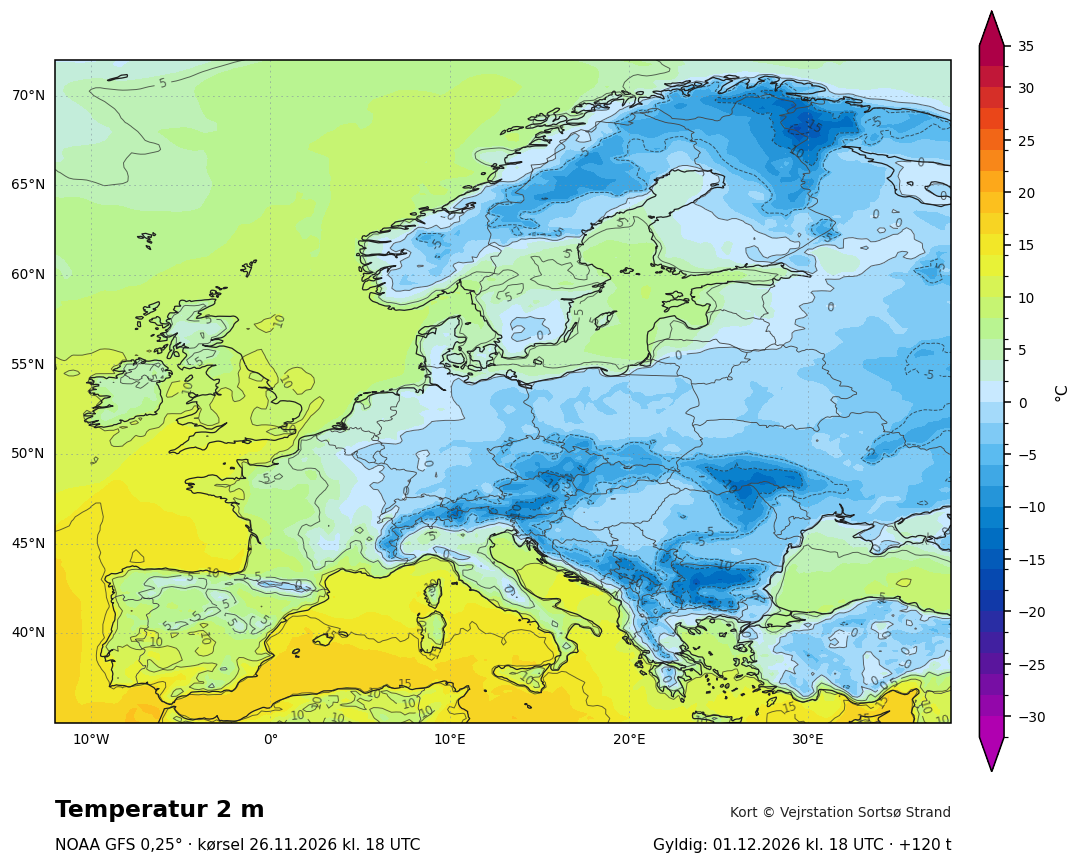 35
30
25
20
15
10
5
0
−5
−10
−15
−20
−25
−30
°C
70°N
65°N
60°N
55°N
50°N
45°N
40°N
10°W 0° 10°E 20°E 30°E
Temperatur 2 m
Kort © Vejrstation Sortsø Strand
NOAA GFS 0,25° · kørsel 26.11.2026 kl. 18 UTC
Gyldig: 01.12.2026 kl. 18 UTC · +120 t